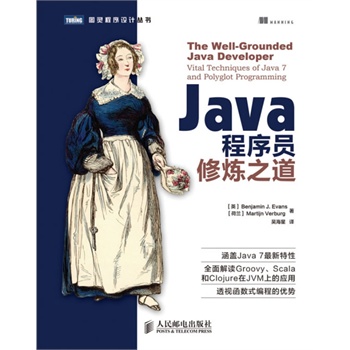 TURING 图灵程序设计丛书
MANNING
The Well-Grounded
Java Developer
Vital Techniques of Java 7
and Polyglot Programming
Java
程序员
修炼之道
［英］ Benjamin J. Evans
［荷兰］ Martijn Verburg 著
吴海星 译
涵盖Java 7最新特性
全面解读Groovy、Scala
和Clojure在JVM上的应用
透视函数式编程的优势
人民邮电出版社
POSTS & TELECOM PRESS